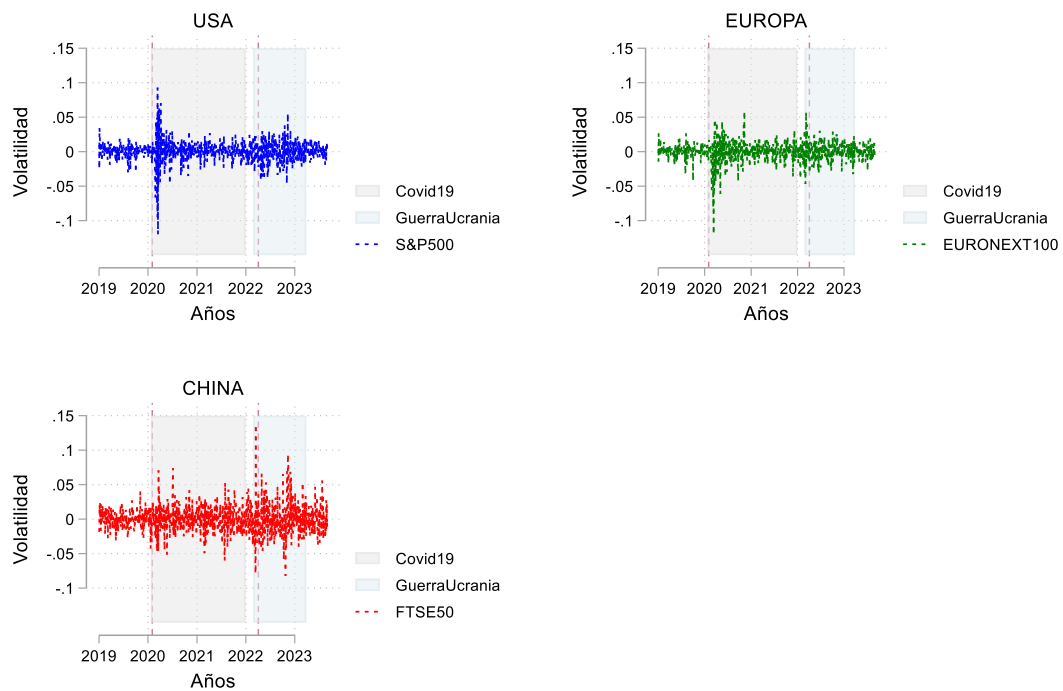 USA
Volatilidad
.15
.1
.05
0
-.05
-.1
2019 2020 2021 2022 2023
Años
Covid19
GuerraUcrania
S&P500
EUROPA
Volatilidad
.15
.1
.05
0
-.05
-.1
2019 2020 2021 2022 2023
Años
Covid19
GuerraUcrania
EURONEXT100
CHINA
Volatilidad
.15
.1
.05
0
-.05
-.1
2019 2020 2021 2022 2023
Años
Covid19
GuerraUcrania
FTSE50